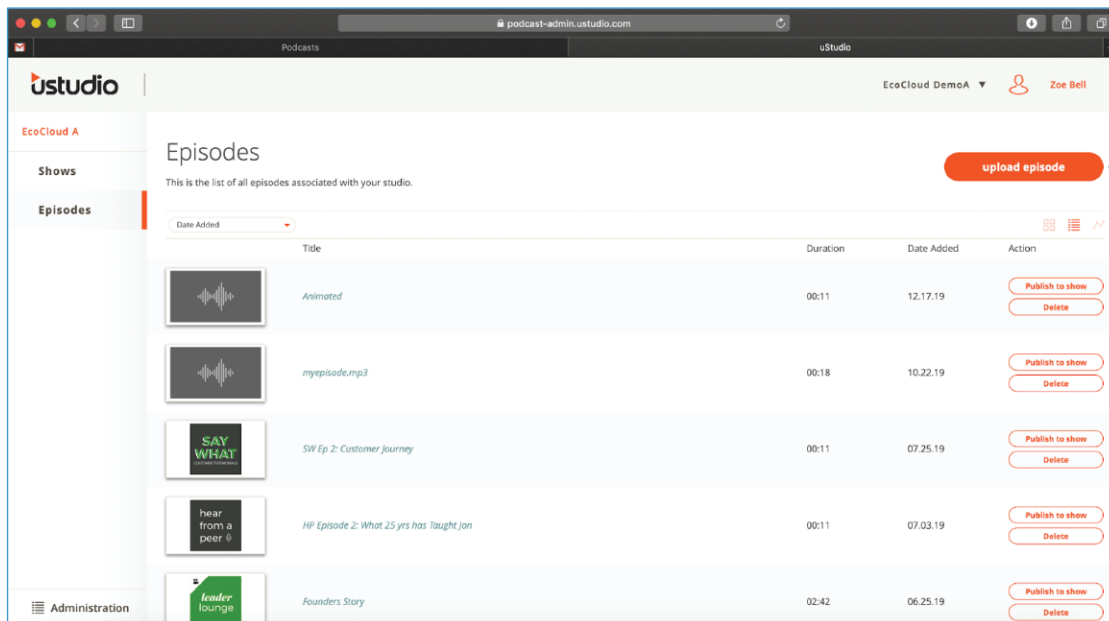 podcast-admin.ustudio.com
Podcasts
uStudio
ustudio
EcoCloud DemoA
Zoe Bell
EcoCloud A
Shows
Episodes
Administration
Episodes
upload episode
This is the list of all episodes associated with your studio.
Date Added
Title
Duration
Date Added
Action
Animated
00:11
12.17.19
Publish to show
Delete
myepisode.mp3
00:18
10.22.19
Publish to show
Delete
SAY
WHAT
CUSTOMER TESTIMONIALS
SW Ep 2: Customer Journey
00:11
07.25.19
Publish to show
Delete
hear
from a
peer
HP Episode 2: What 25 yrs has Taught Jon
00:11
07.03.19
Publish to show
Delete
leader
lounge
Founders Story
02:42
06.25.19
Publish to show
Delete